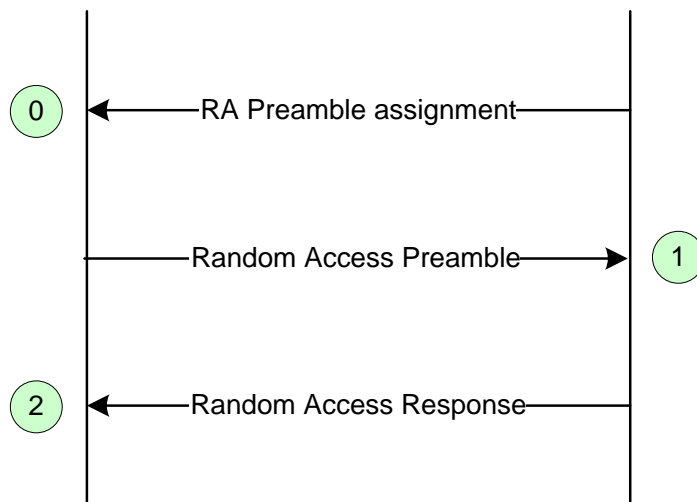 0
RA Preamble assignment
Random Access Preamble
1
2
Random Access Response